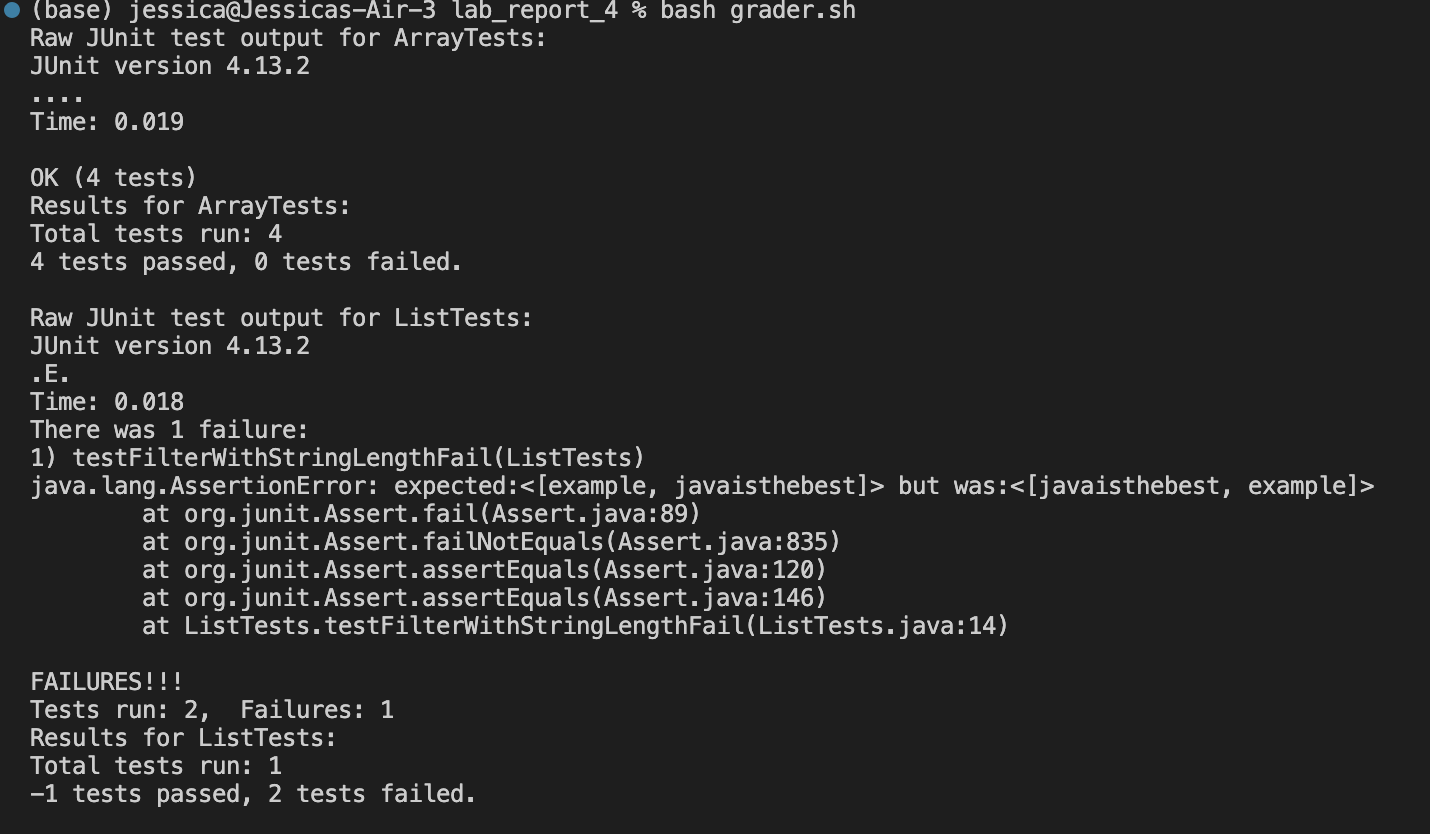 (base) jessica@Jessicas-Air-3 lab_report_4 % bash grader.sh
Raw JUnit test output for ArrayTests:
JUnit version 4.13.2
....
Time: 0.019
OK (4 tests)
Results for ArrayTests:
Total tests run: 4
4 tests passed, 0 tests failed.
Raw JUnit test output for ListTests:
JUnit version 4.13.2
.E.
Time: 0.018
There was 1 failure:
1) testFilterWithStringLengthFail(ListTests)
java.lang.AssertionError: expected:<[example, javaisthebest]> but was:<[javaisthebest, example]>
at org.junit.Assert.fail(Assert.java:89)
at org.junit.Assert.failNotEquals(Assert.java:835)
at org.junit.Assert.assertEquals(Assert.java:120)
at org.junit.Assert.assertEquals(Assert.java:146)
at ListTests.testFilterWithStringLengthFail(ListTests.java:14)
FAILURES!!!
Tests run: 2,  Failures: 1
Results for ListTests:
Total tests run: 1
-1 tests passed, 2 tests failed.